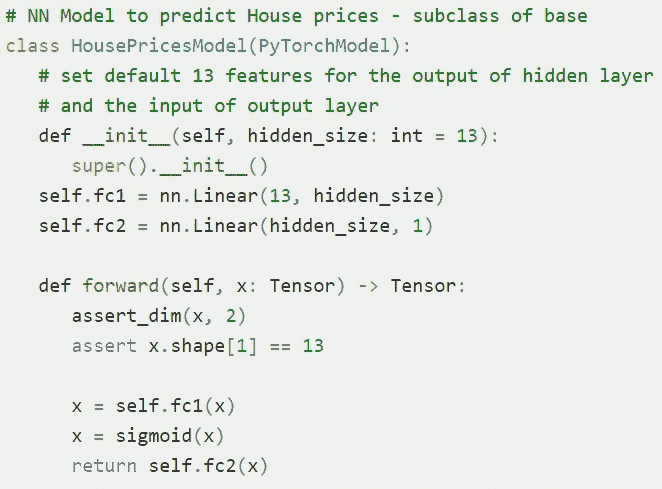 # NN Model to predict House prices - subclass of base
class HousePricesModel(PyTorchModel):
   # set default 13 features for the output of hidden layer
   # and the input of output layer
   def __init__(self, hidden_size: int = 13):
      super().__init__()
   self.fc1 = nn.Linear(13, hidden_size)
   self.fc2 = nn.Linear(hidden_size, 1)

   def forward(self, x: Tensor) -> Tensor:
      assert_dim(x, 2)
      assert x.shape[1] == 13

      x = self.fc1(x)
      x = sigmoid(x)
      return self.fc2(x)